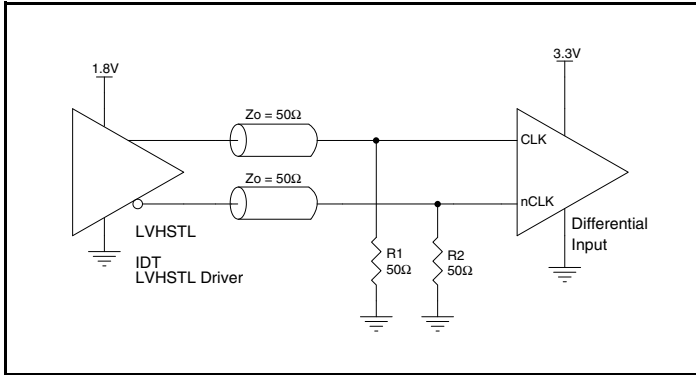 3.3V
1.8V
Zo = 50Ω
CLK
Zo = 50Ω
nCLK
LVHSTL
IDT
LVHSTL Driver
R1
50Ω
R2
50Ω
Differential
Input